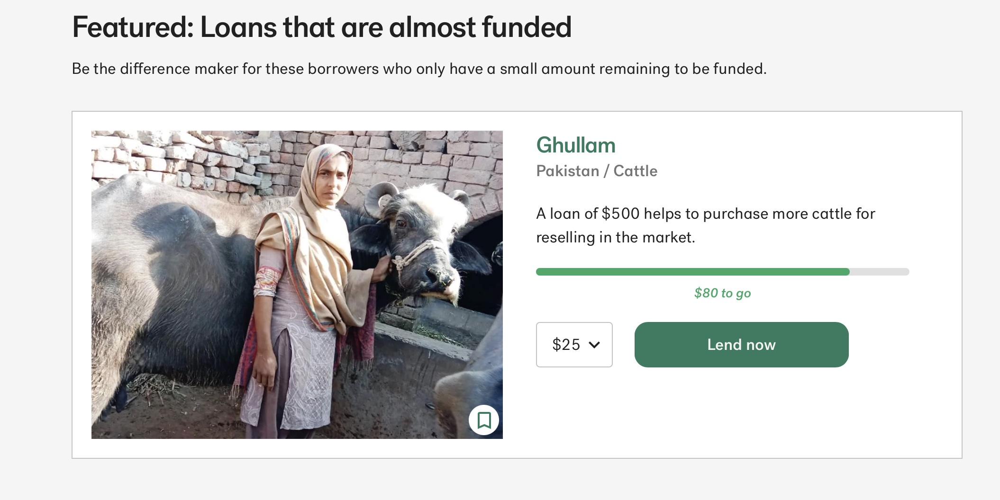 Featured: Loans that are almost funded
Be the difference maker for these borrowers who only have a small amount remaining to be funded.
Ghullam
Pakistan / Cattle
A loan of $500 helps to purchase more cattle for
reselling in the market.
$80 to go
$25
Lend now